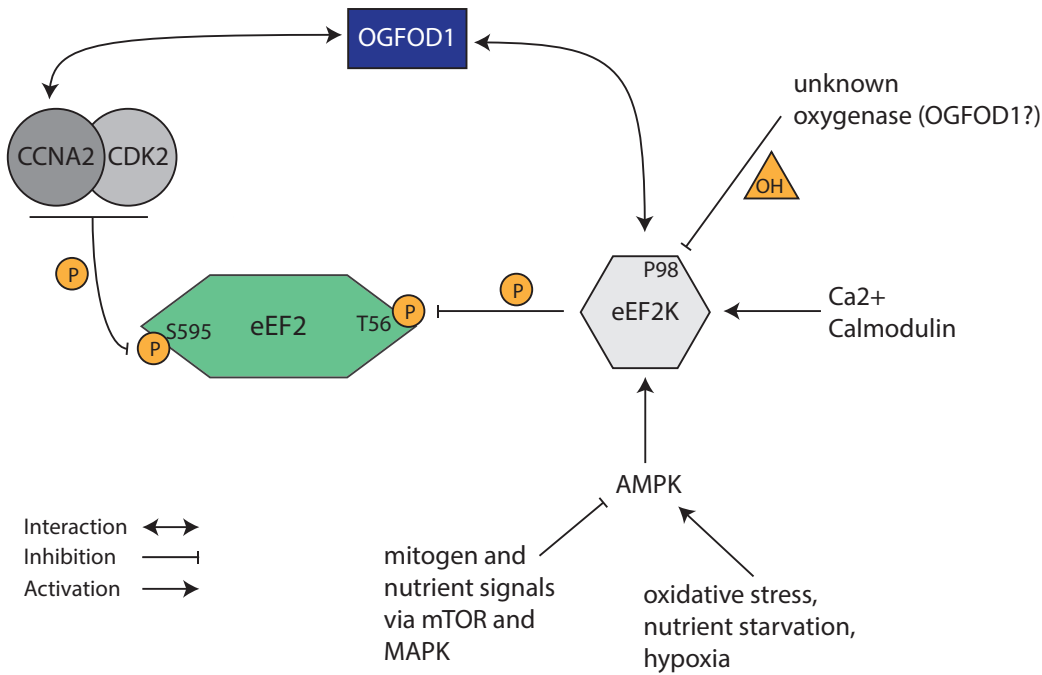 OGFOD1
unknown
oxygenase (OGFOD1?)
CCNA2
CDK2
OH
P
P98
P
eEF2K
Ca2+
Calmodulin
P
S595
eEF2
T56
P
AMPK
Interaction
Inhibition
Activation
mitogen and
nutrient signals
via mTOR and
MAPK
oxidative stress,
nutrient starvation,
hypoxia